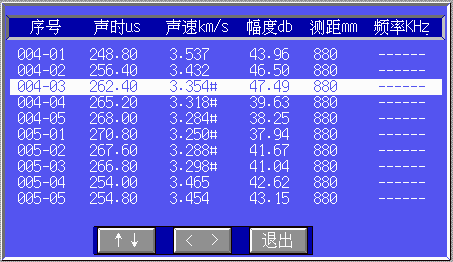 序号 声时us 声速km/s 幅度db 测距mm 频率KHz
004-01 248.80 3.537 43.96 880 ------
004-02 256.40 3.432 46.50 880 ------
004-03 262.40 3.354# 47.49 880 ------
004-04 265.20 3.318# 39.63 880 ------
004-05 268.00 3.284# 38.25 880 ------
005-01 270.80 3.250# 37.94 880 ------
005-02 267.60 3.288# 41.67 880 ------
005-03 266.80 3.298# 41.04 880 ------
005-04 254.00 3.465 42.62 880 ------
005-05 254.80 3.454 43.15 880 ------
↑↓ < > 退出